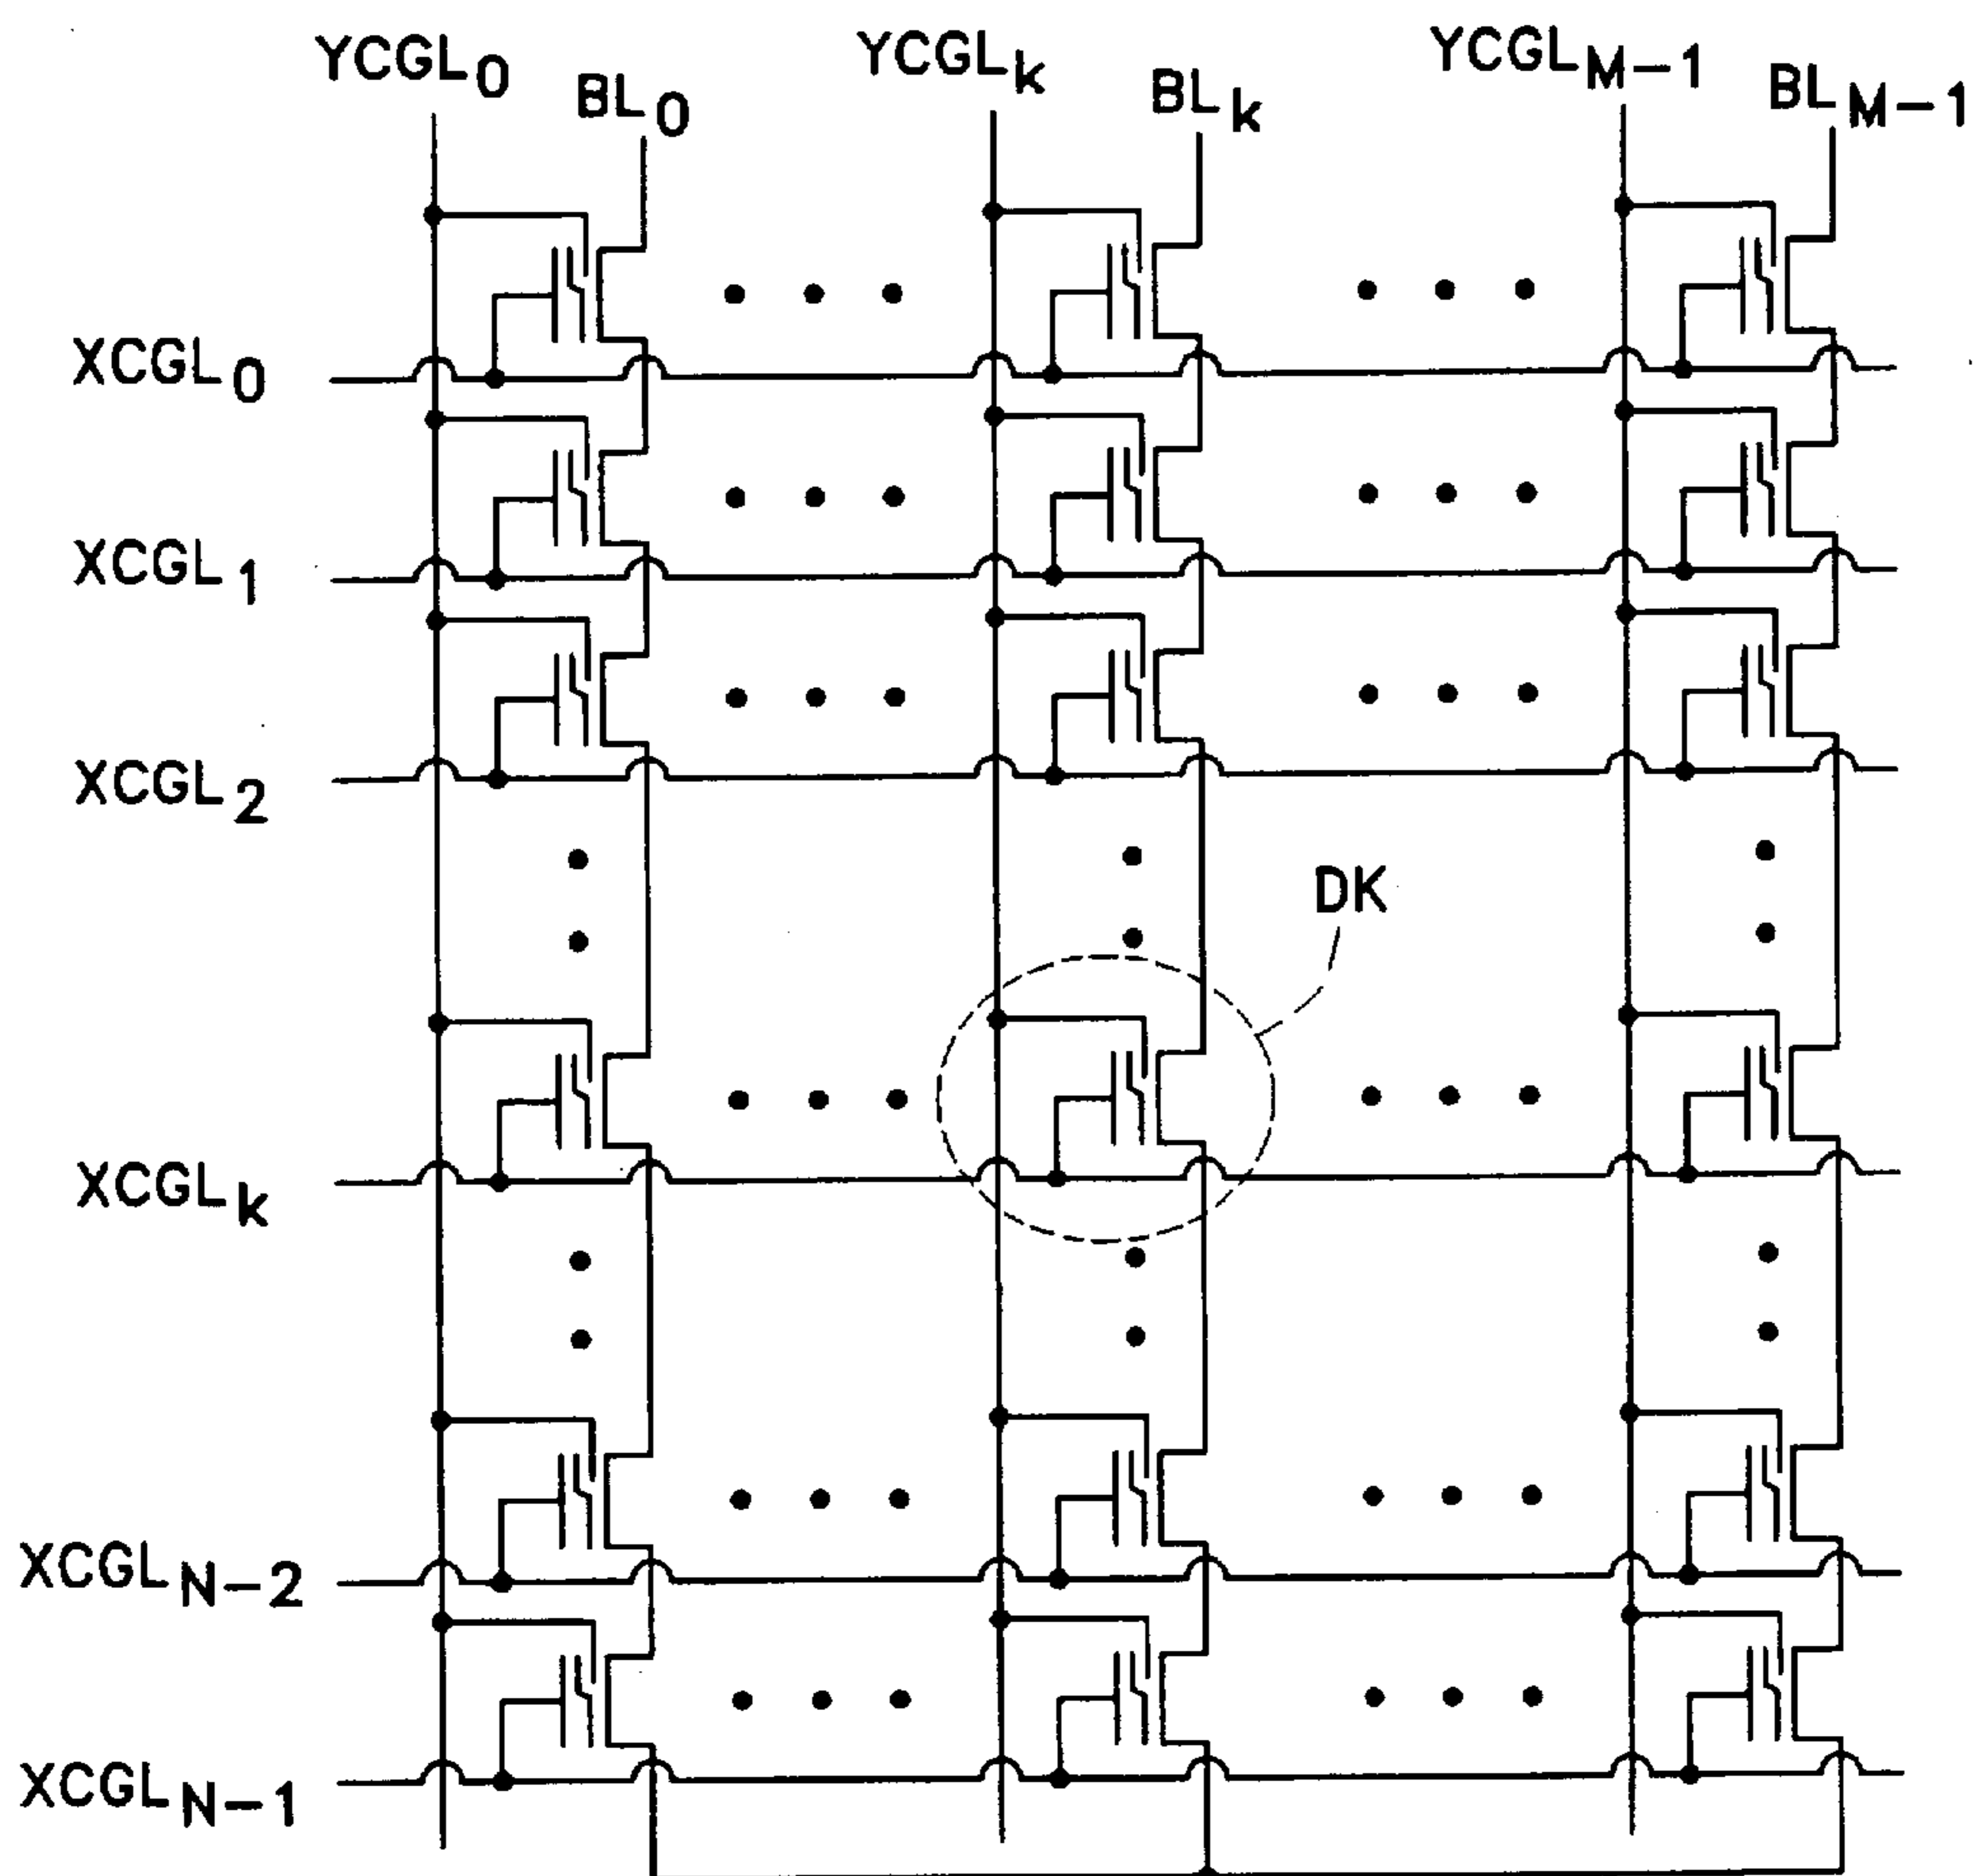 YCGL0 BL0 YCGLk BLk YCGLM-1 BLM-1
XCGL0
XCGL1
XCGL2
DK
XCGLk
XCGLN-2
XCGLN-1